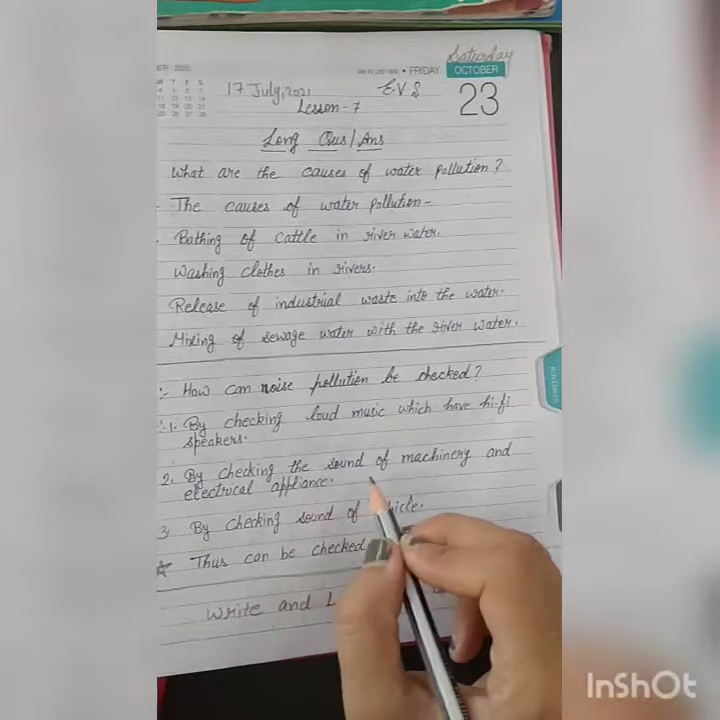 Saturday
BER - 2020
• FRIDAY
OCTOBER
W T F S
17 July, 2021
EVS
23
Lesson - 7
Long Qus/Ans
What are the causes of water pollution?
The causes of water pollution-
Bathing of cattle in river water.
Washing clothes in rivers.
Release of industrial waste into the water.
Mixing of sewage water with the river water.
How can noise pollution be checked?
1. By checking loud music which have hi-fi
speakers.
2. By checking the sound of machinery and
electrical appliance.
3 By checking sound of
Thus can be checked
Write and L
InShOt